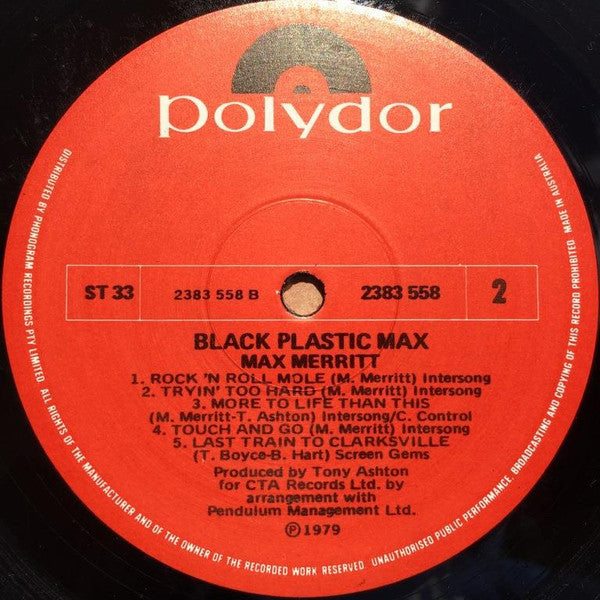 polydor
ST 33
2383 558 B
2383 558
2
BLACK PLASTIC MAX
MAX MERRITT
1. ROCK 'N ROLL MOLE (M. Merritt) Intersong
2. TRYIN' TOO HARD (M. Merritt) Intersong
3. MORE TO LIFE THAN THIS
(M. Merritt-T. Ashton) Intersong/C. Control
4. TOUCH AND GO (M. Merritt) Intersong
5. LAST TRAIN TO CLARKSVILLE
(T. Boyce-B. Hart) Screen Gems
Produced by Tony Ashton
for CTA Records Ltd. by
arrangement with
Pendulum Management Ltd.
℗1979
DISTRIBUTED BY PHONOGRAM RECORDINGS PTY LIMITED. ALL RIGHTS OF THE MANUFACTURER AND OF THE OWNER OF THE RECORDED WORK RESERVED. UNAUTHORISED PUBLIC PERFORMANCE, BROADCASTING AND COPYING OF THIS RECORD PROHIBITED. MADE IN AUSTRALIA